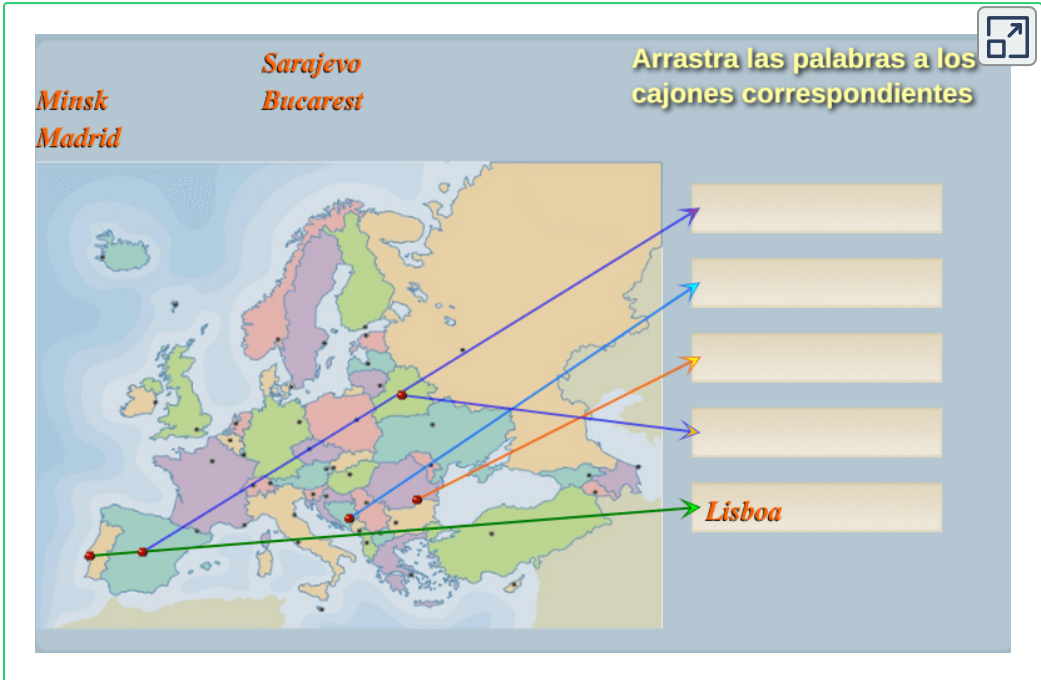 Sarajevo
Minsk
Bucarest
Madrid
Arrastra las palabras a los
cajones correspondientes
Lisboa